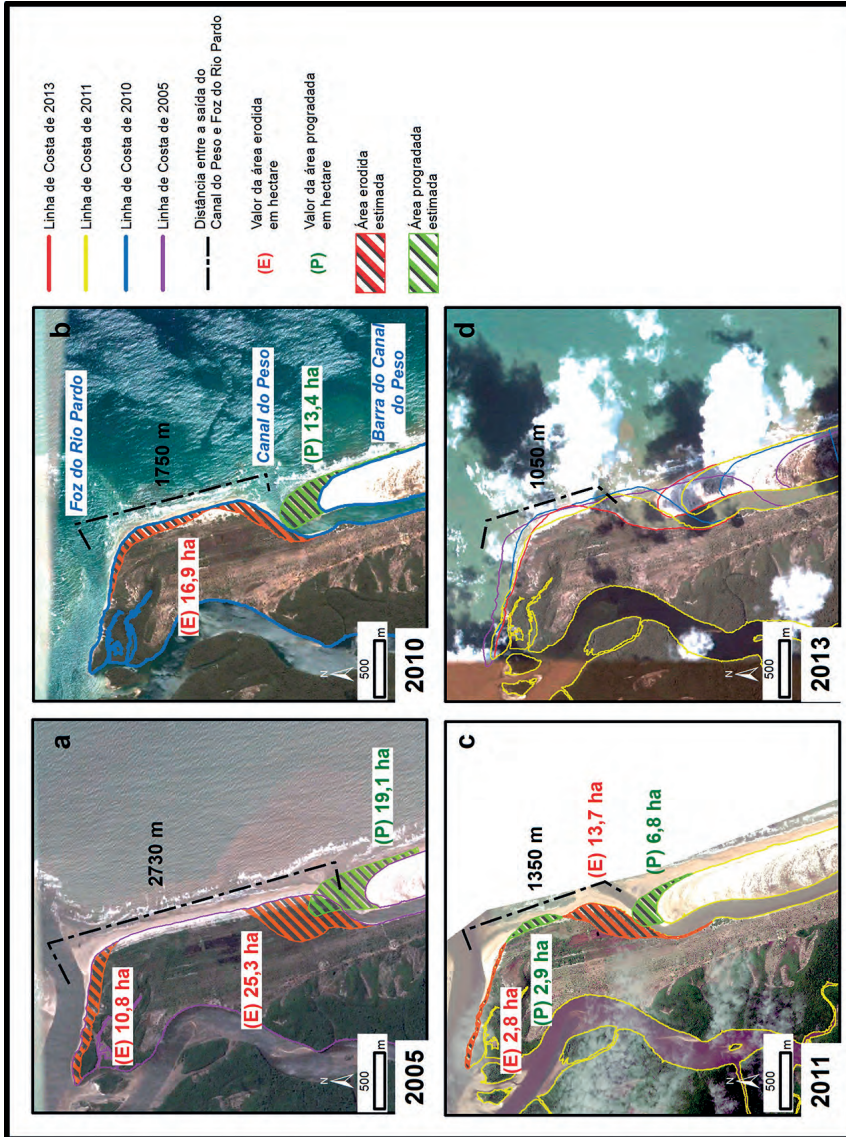 a
2730 m
(E) 10,8 ha
(E) 25,3 ha
(P) 19,1 ha
N
500
m
2005
b
Foz do Rio Pardo
1750 m
Canal do Peso
(E) 16,9 ha
(P) 13,4 ha
Barra do Canal
do Peso
N
500
m
2010
c
1350 m
(E) 2,8 ha
(P) 2,9 ha
(E) 13,7 ha
(P) 6,8 ha
N
500
m
2011
d
1050 m
N
500
m
2013
Linha de Costa de 2013
Linha de Costa de 2011
Linha de Costa de 2010
Linha de Costa de 2005
Distância entre a saída do
Canal do Peso e Foz do Rio Pardo
(E)
Valor da área erodida
em hectare
(P)
Valor da área progradada
em hectare
Área erodida
estimada
Área progradada
estimada